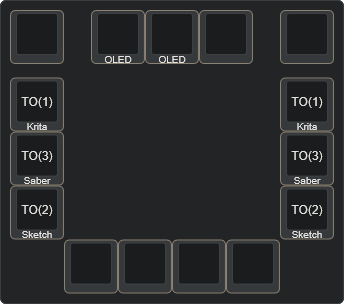 OLED OLED
TO(1) TO(1)
Krita Krita
TO(3) TO(3)
Saber Saber
TO(2) TO(2)
Sketch Sketch